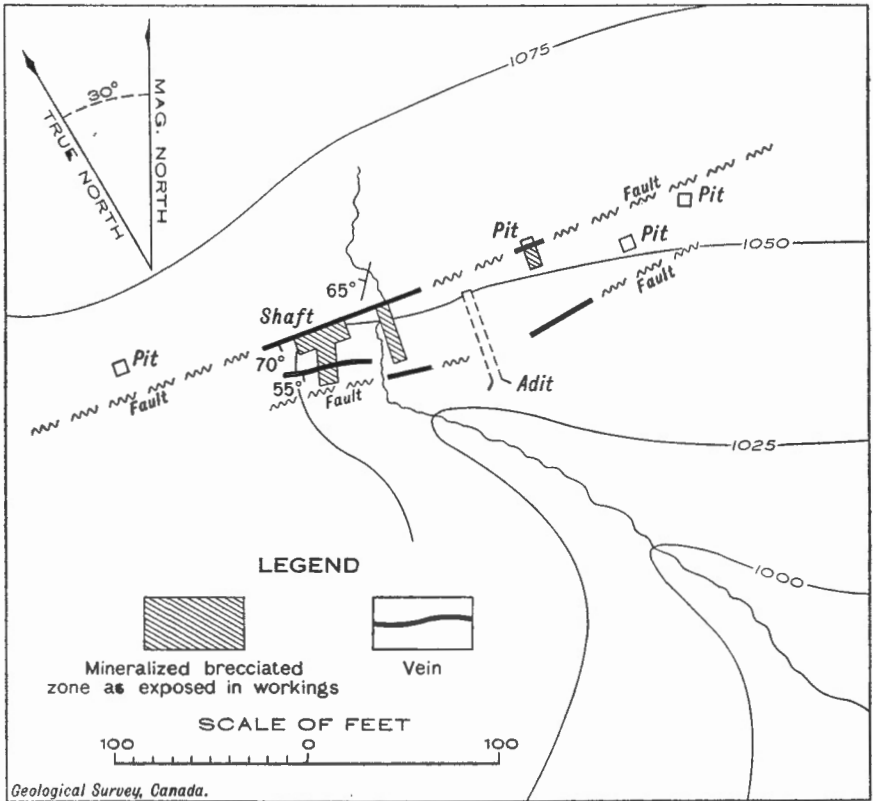 1075
30°
TRUE NORTH
MAG. NORTH
Fault
Pit
Pit
Pit
1050
65°
Fault
Shaft
Pit
70°
55°
Fault
Fault
Adit
1025
1000
LEGEND
Mineralized brecciated
zone as exposed in workings
Vein
SCALE OF FEET
100 0 100
Geological Survey, Canada.